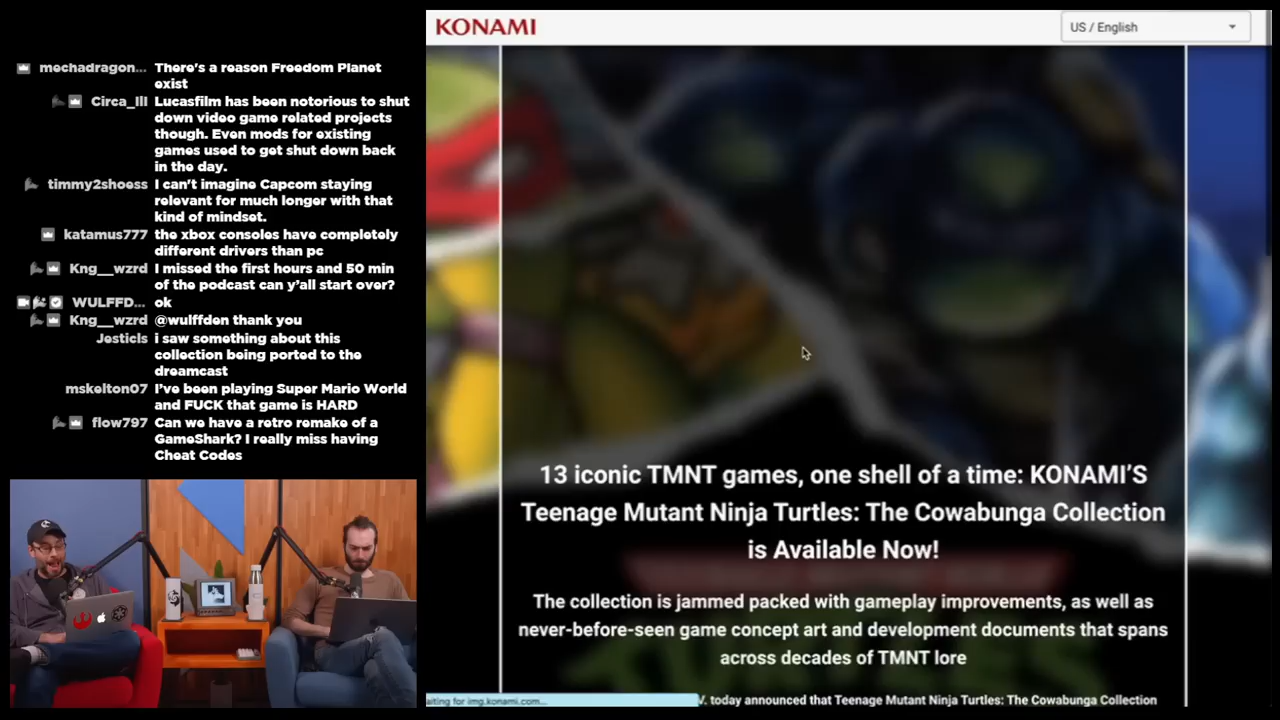 KONAMI
US / English
mechadragon... There's a reason Freedom Planet
exist
Circa_III Lucasfilm has been notorious to shut
down video game related projects
though. Even mods for existing
games used to get shut down back
in the day.
timmy2shoess I can't imagine Capcom staying
relevant for much longer with that
kind of mindset.
katamus777 the xbox consoles have completely
different drivers than pc
Kng__wzrd I missed the first hours and 50 min
of the podcast can y'all start over?
WULFFD... ok
Kng__wzrd @wulffden thank you
Jesticls i saw something about this
collection being ported to the
dreamcast
mskelton07 I've been playing Super Mario World
and FUCK that game is HARD
flow797 Can we have a retro remake of a
GameShark? I really miss having
Cheat Codes
13 iconic TMNT games, one shell of a time: KONAMI'S
Teenage Mutant Ninja Turtles: The Cowabunga Collection
is Available Now!
The collection is jammed packed with gameplay improvements, as well as
never-before-seen game concept art and development documents that spans
across decades of TMNT lore
aiting for img.konami.com...
V. today announced that Teenage Mutant Ninja Turtles: The Cowabunga Collection